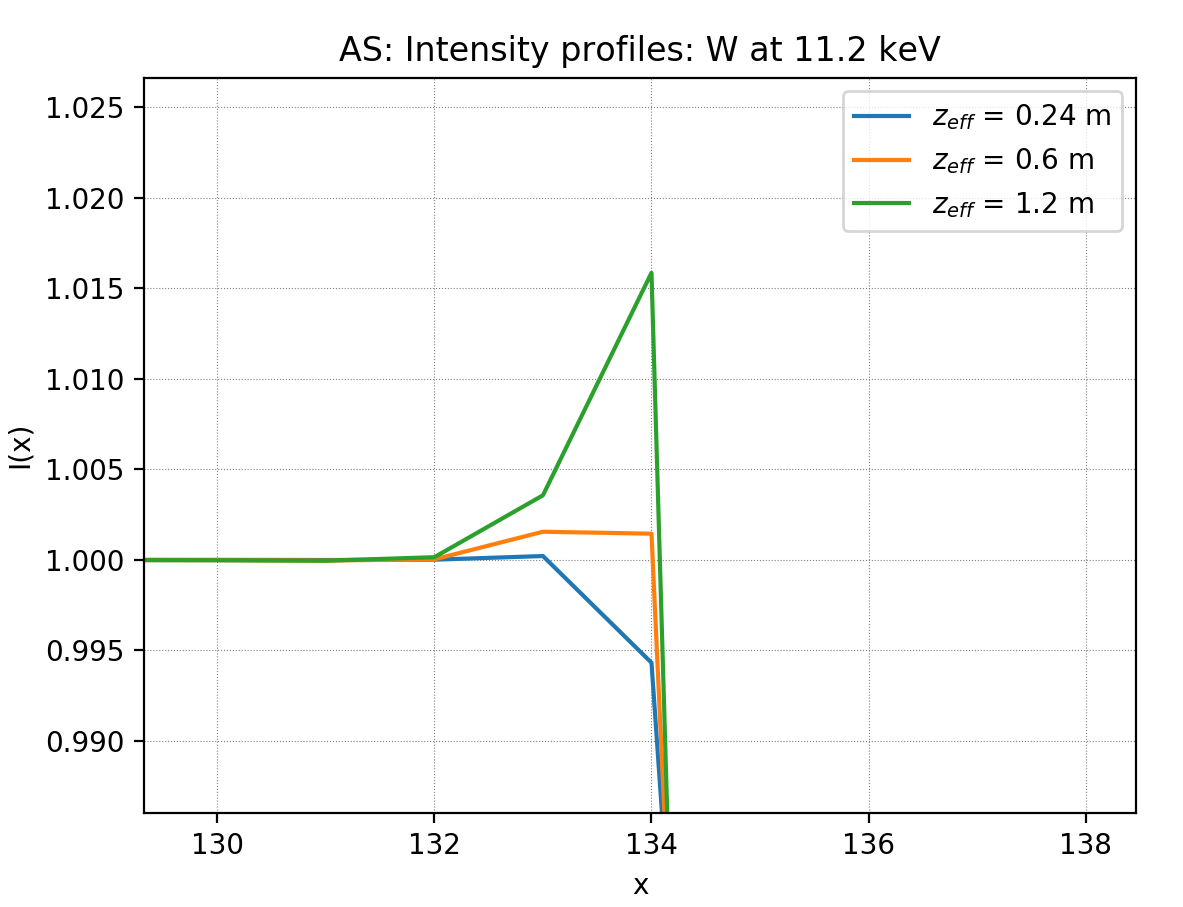 AS: Intensity profiles: W at 11.2 keV
I(x)
1.025
1.020
1.015
1.010
1.005
1.000
0.995
0.990
z_eff = 0.24 m
z_eff = 0.6 m
z_eff = 1.2 m
130 132 134 136 138
x